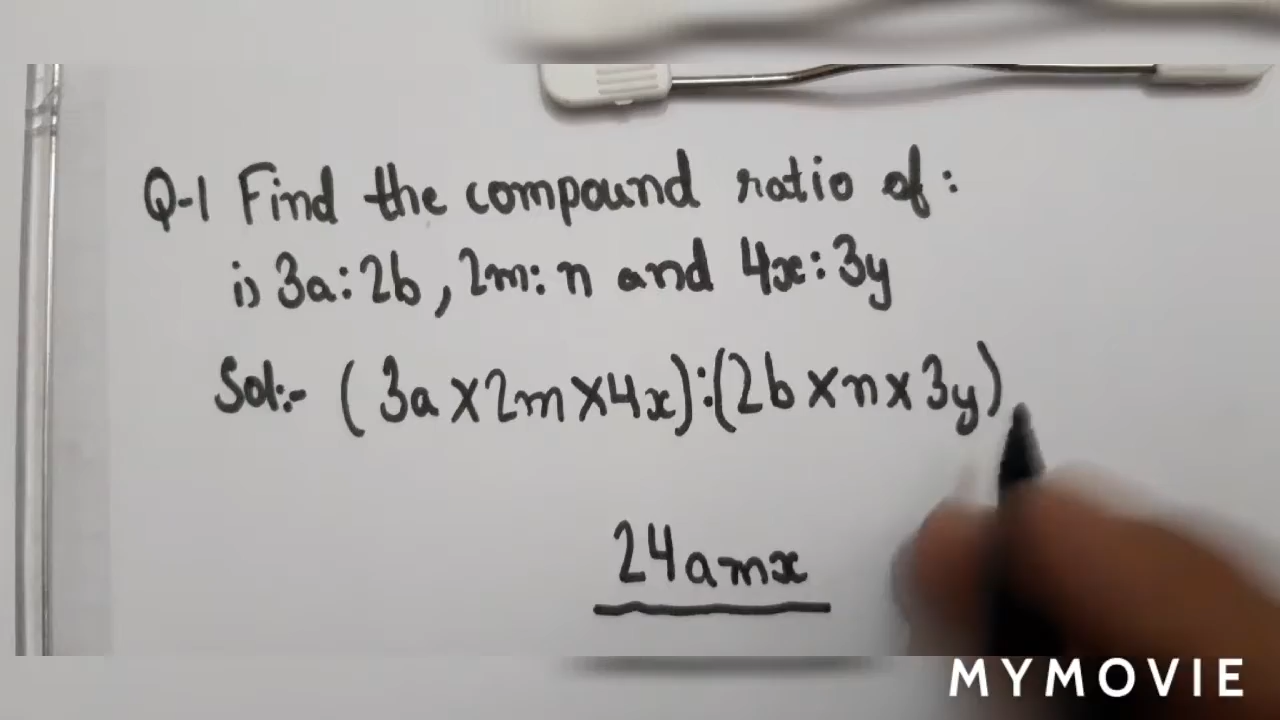 Q-1 Find the compound ratio of:
i) 3a:2b, 2m:n and 4x:3y
Sol:- (3a×2m×4x):(2b×n×3y)
24amx
MYMOVIE